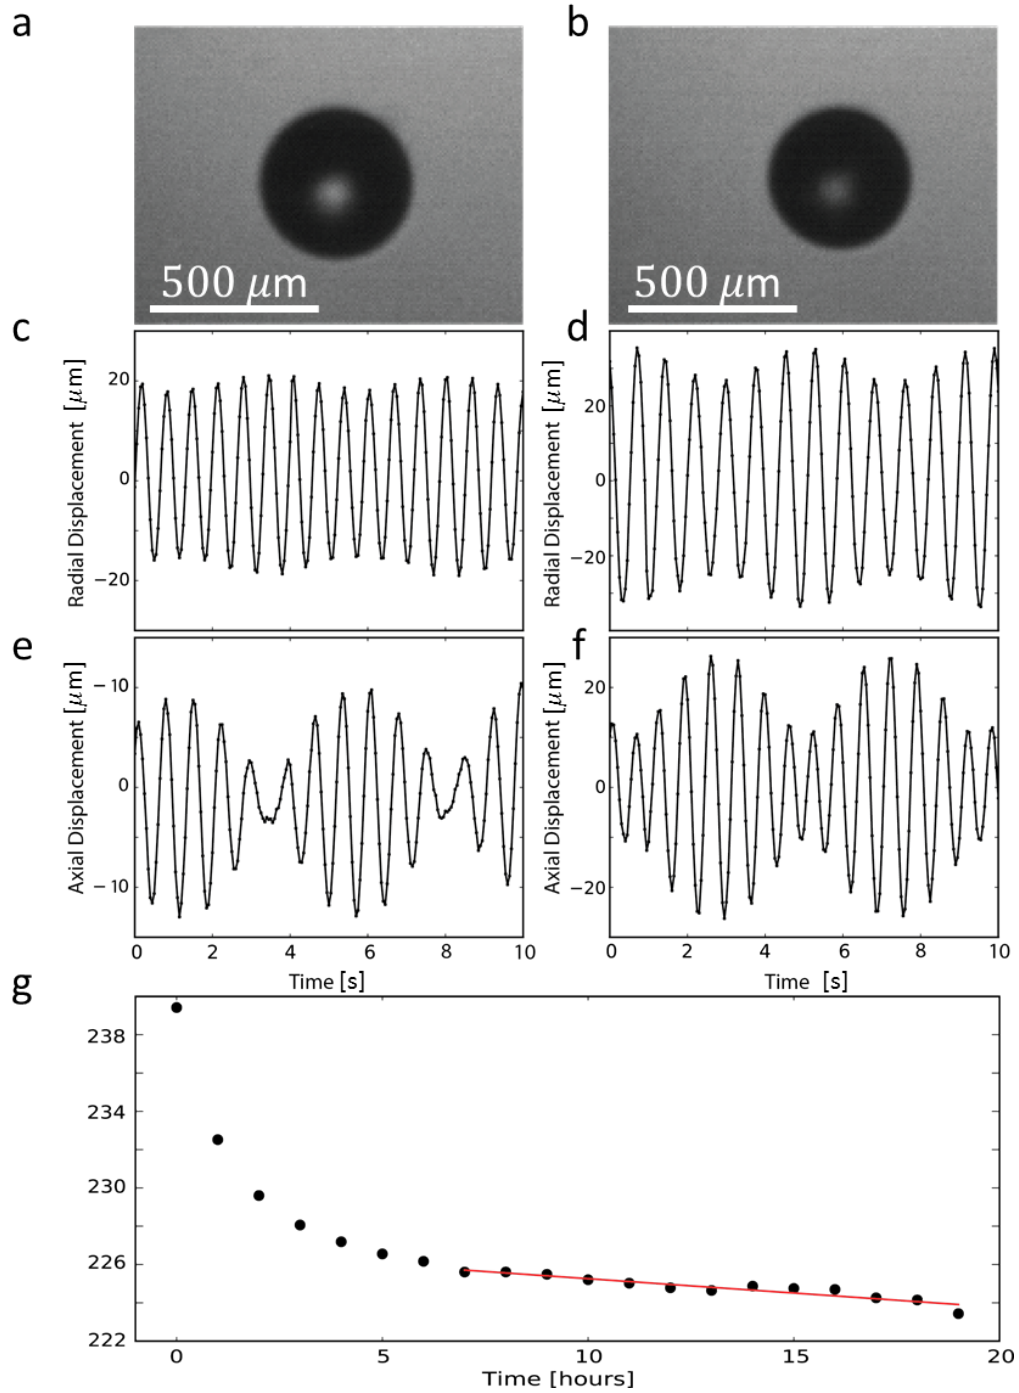 a
b
500 μm
500 μm
c
d
Radial Displacement [μm]
20
0
−20
Radial Displacement [μm]
20
0
−20
e
f
Axial Displacement [μm]
− 10
0
− 10
Axial Displacement [μm]
20
0
−20
0 2 4 6 8 10
0 2 4 6 8 10
Time [s]
Time [s]
g
238
234
230
226
222
0 5 10 15 20
Time [hours]